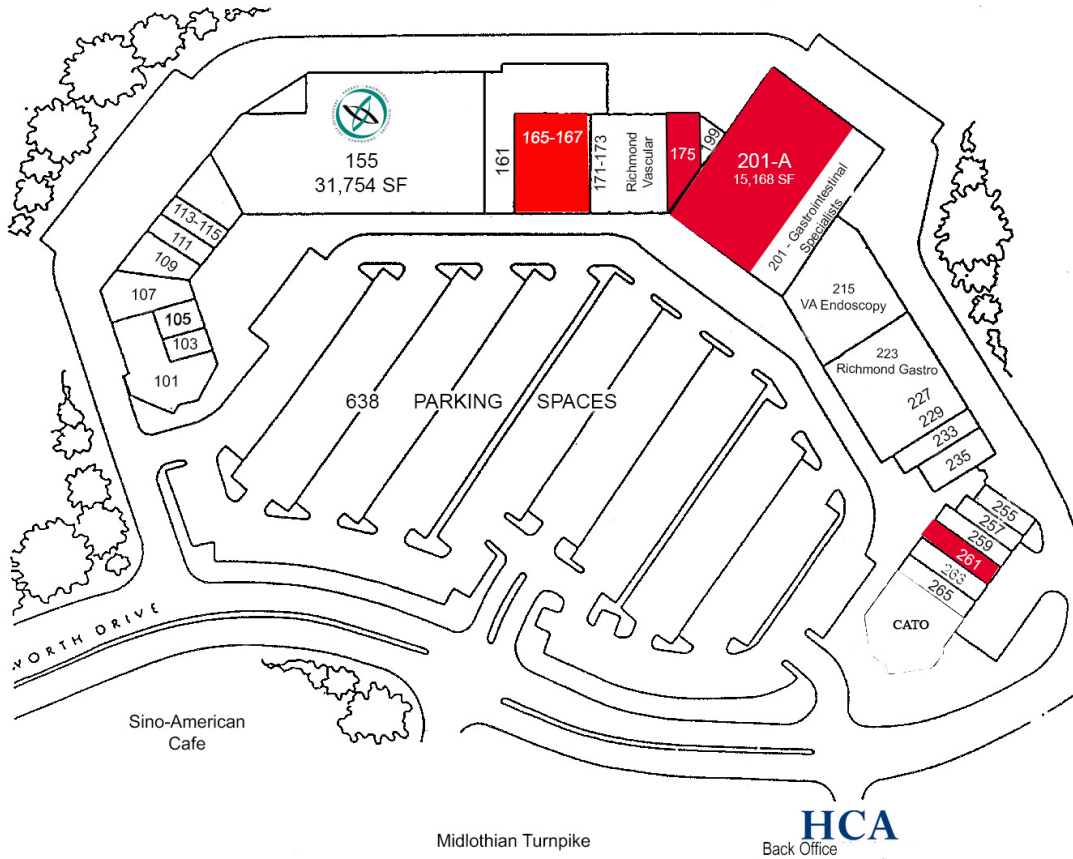 155
31,754 SF
161
165-167
171-173
Richmond
Vascular
175
199
201-A
15,168 SF
201 - Gastrointestinal
Specialists
113-115
111
109
107
105
103
101
215
VA Endoscopy
223
Richmond Gastro
227
229
233
235
255
257
259
261
263
265
CATO
638 PARKING SPACES
WORTH DRIVE
Sino-American
Cafe
Midlothian Turnpike
HCA
Back Office